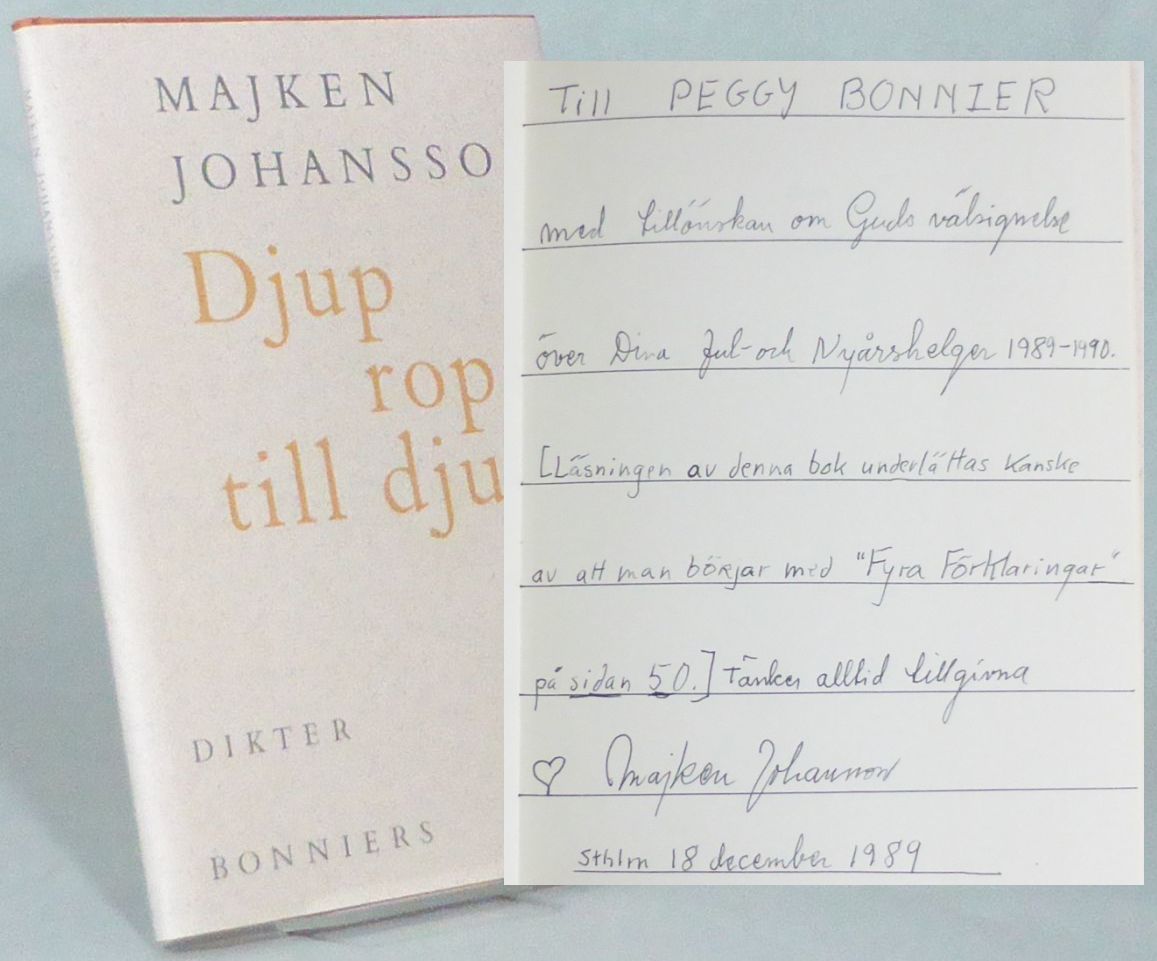 MAJKEN
JOHANSSO
Djup
rop
till dju
DIKTER
BONNIERS
Till PEGGY BONNIER
med tillönskan om Guds välsignelse
över Dina Jul- och Nyårshelger 1989-1990.
[Läsningen av denna bok underlättas kanske
av att man börjar med "Fyra Förklaringar"
på sidan 50.] Tänker alltid tillgivna
♡ Majken Johansson
Sthlm 18 december 1989